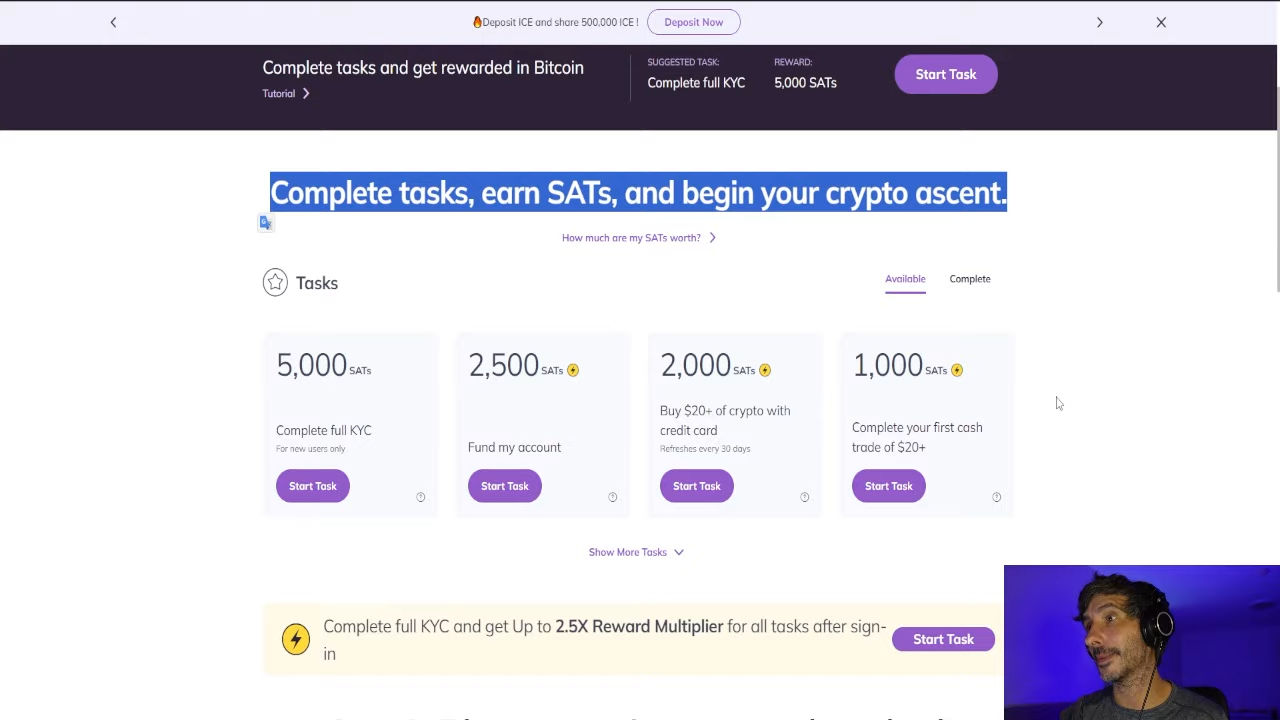 🔥Deposit ICE and share 500,000 ICE !
Deposit Now
Complete tasks and get rewarded in Bitcoin
Tutorial
SUGGESTED TASK:
Complete full KYC
REWARD:
5,000 SATs
Start Task
Complete tasks, earn SATs, and begin your crypto ascent.
How much are my SATs worth?
Tasks
Available
Complete
5,000 SATs
Complete full KYC
For new users only
Start Task
2,500 SATs
Fund my account
Start Task
2,000 SATs
Buy $20+ of crypto with
credit card
Refreshes every 30 days
Start Task
1,000 SATs
Complete your first cash
trade of $20+
Start Task
Show More Tasks
Complete full KYC and get Up to 2.5X Reward Multiplier for all tasks after sign-
in
Start Task